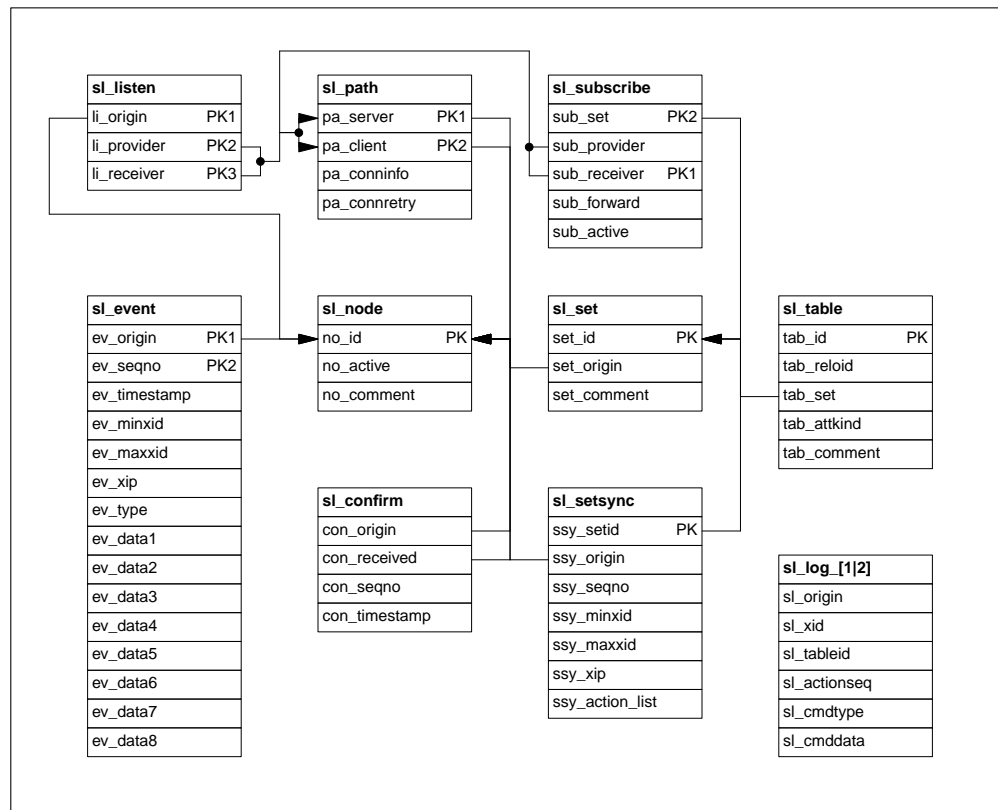 sl_listen
li_origin PK1
li_provider PK2
li_receiver PK3
sl_path
pa_server PK1
pa_client PK2
pa_conninfo
pa_connretry
sl_subscribe
sub_set PK2
sub_provider
sub_receiver PK1
sub_forward
sub_active
sl_event
ev_origin PK1
ev_seqno PK2
ev_timestamp
ev_minxid
ev_maxxid
ev_xip
ev_type
ev_data1
ev_data2
ev_data3
ev_data4
ev_data5
ev_data6
ev_data7
ev_data8
sl_node
no_id PK
no_active
no_comment
sl_set
set_id PK
set_origin
set_comment
sl_table
tab_id PK
tab_reloid
tab_set
tab_attkind
tab_comment
sl_confirm
con_origin
con_received
con_seqno
con_timestamp
sl_setsync
ssy_setid PK
ssy_origin
ssy_seqno
ssy_minxid
ssy_maxxid
ssy_xip
ssy_action_list
sl_log_[1|2]
sl_origin
sl_xid
sl_tableid
sl_actionseq
sl_cmdtype
sl_cmddata